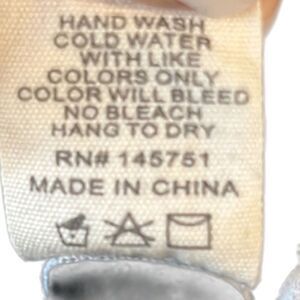 HAND WASH
COLD WATER
WITH LIKE
COLORS ONLY
COLOR WILL BLEED
NO BLEACH
HANG TO DRY
RN# 145751
MADE IN CHINA